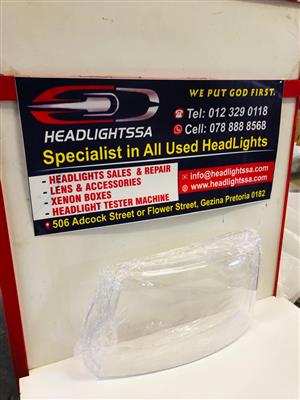 WE PUT GOD FIRST.
Tel: 012 329 0118
Cell: 078 888 8568
HEADLIGHTSSA
Specialist in All Used HeadLights
- HEADLIGHTS SALES & REPAIR
- LENS & ACCESSORIES
- XENON BOXES
- HEADLIGHT TESTER MACHINE
info@headlightssa.com
www.headlightssa.com
506 Adcock Street or Flower Street, Gezina Pretoria 0182